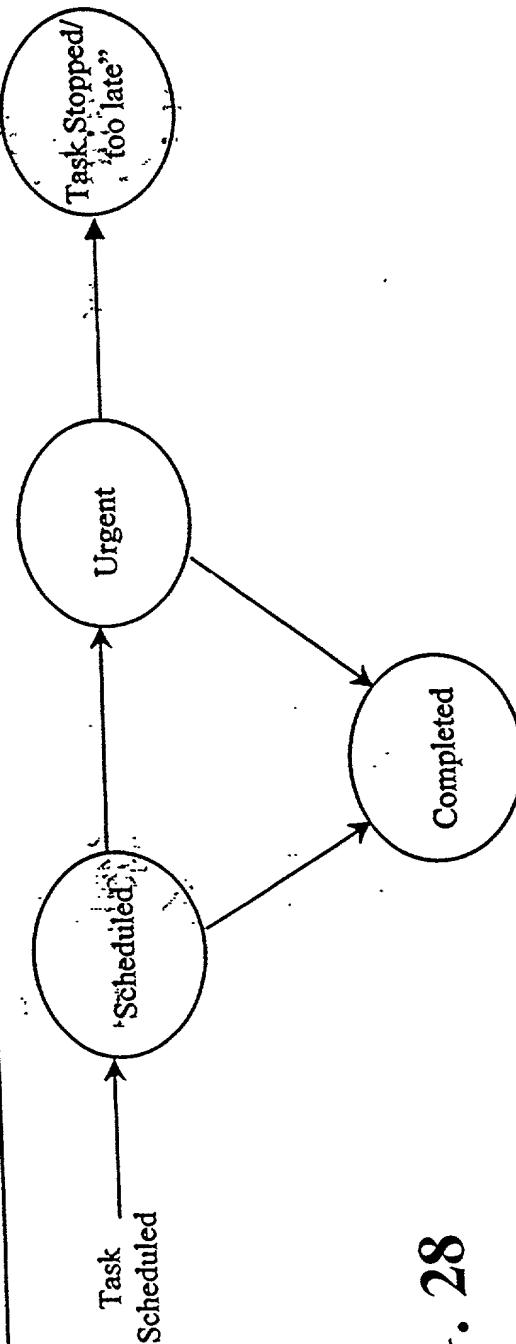 Task
Scheduled
Scheduled
Urgent
Task Stopped/
too late”
Completed
. 28